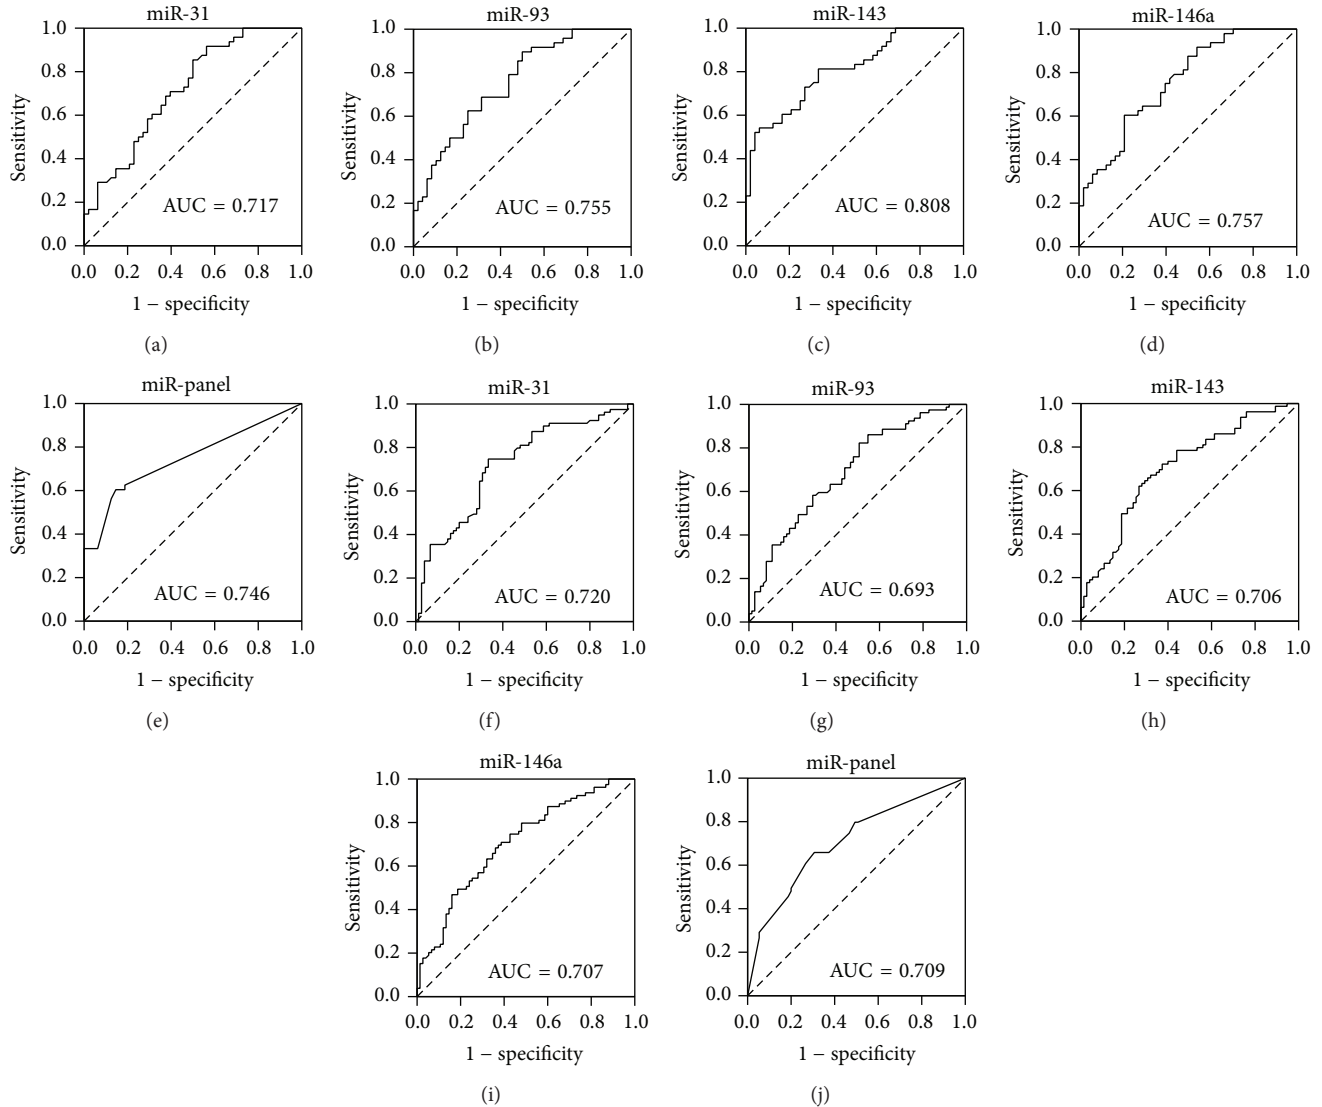 miR-31
1.0
0.8
0.6
0.4
0.2
0.0
Sensitivity
AUC = 0.717
0.0 0.2 0.4 0.6 0.8 1.0
1 − specificity
(a)
miR-93
1.0
0.8
0.6
0.4
0.2
0.0
Sensitivity
AUC = 0.755
0.0 0.2 0.4 0.6 0.8 1.0
1 − specificity
(b)
miR-143
1.0
0.8
0.6
0.4
0.2
0.0
Sensitivity
AUC = 0.808
0.0 0.2 0.4 0.6 0.8 1.0
1 − specificity
(c)
miR-146a
1.0
0.8
0.6
0.4
0.2
0.0
Sensitivity
AUC = 0.757
0.0 0.2 0.4 0.6 0.8 1.0
1 − specificity
(d)
miR-panel
1.0
0.8
0.6
0.4
0.2
0.0
Sensitivity
AUC = 0.746
0.0 0.2 0.4 0.6 0.8 1.0
1 − specificity
(e)
miR-31
1.0
0.8
0.6
0.4
0.2
0.0
Sensitivity
AUC = 0.720
0.0 0.2 0.4 0.6 0.8 1.0
1 − specificity
(f)
miR-93
1.0
0.8
0.6
0.4
0.2
0.0
Sensitivity
AUC = 0.693
0.0 0.2 0.4 0.6 0.8 1.0
1 − specificity
(g)
miR-143
1.0
0.8
0.6
0.4
0.2
0.0
Sensitivity
AUC = 0.706
0.0 0.2 0.4 0.6 0.8 1.0
1 − specificity
(h)
miR-146a
1.0
0.8
0.6
0.4
0.2
0.0
Sensitivity
AUC = 0.707
0.0 0.2 0.4 0.6 0.8 1.0
1 − specificity
(i)
miR-panel
1.0
0.8
0.6
0.4
0.2
0.0
Sensitivity
AUC = 0.709
0.0 0.2 0.4 0.6 0.8 1.0
1 − specificity
(j)